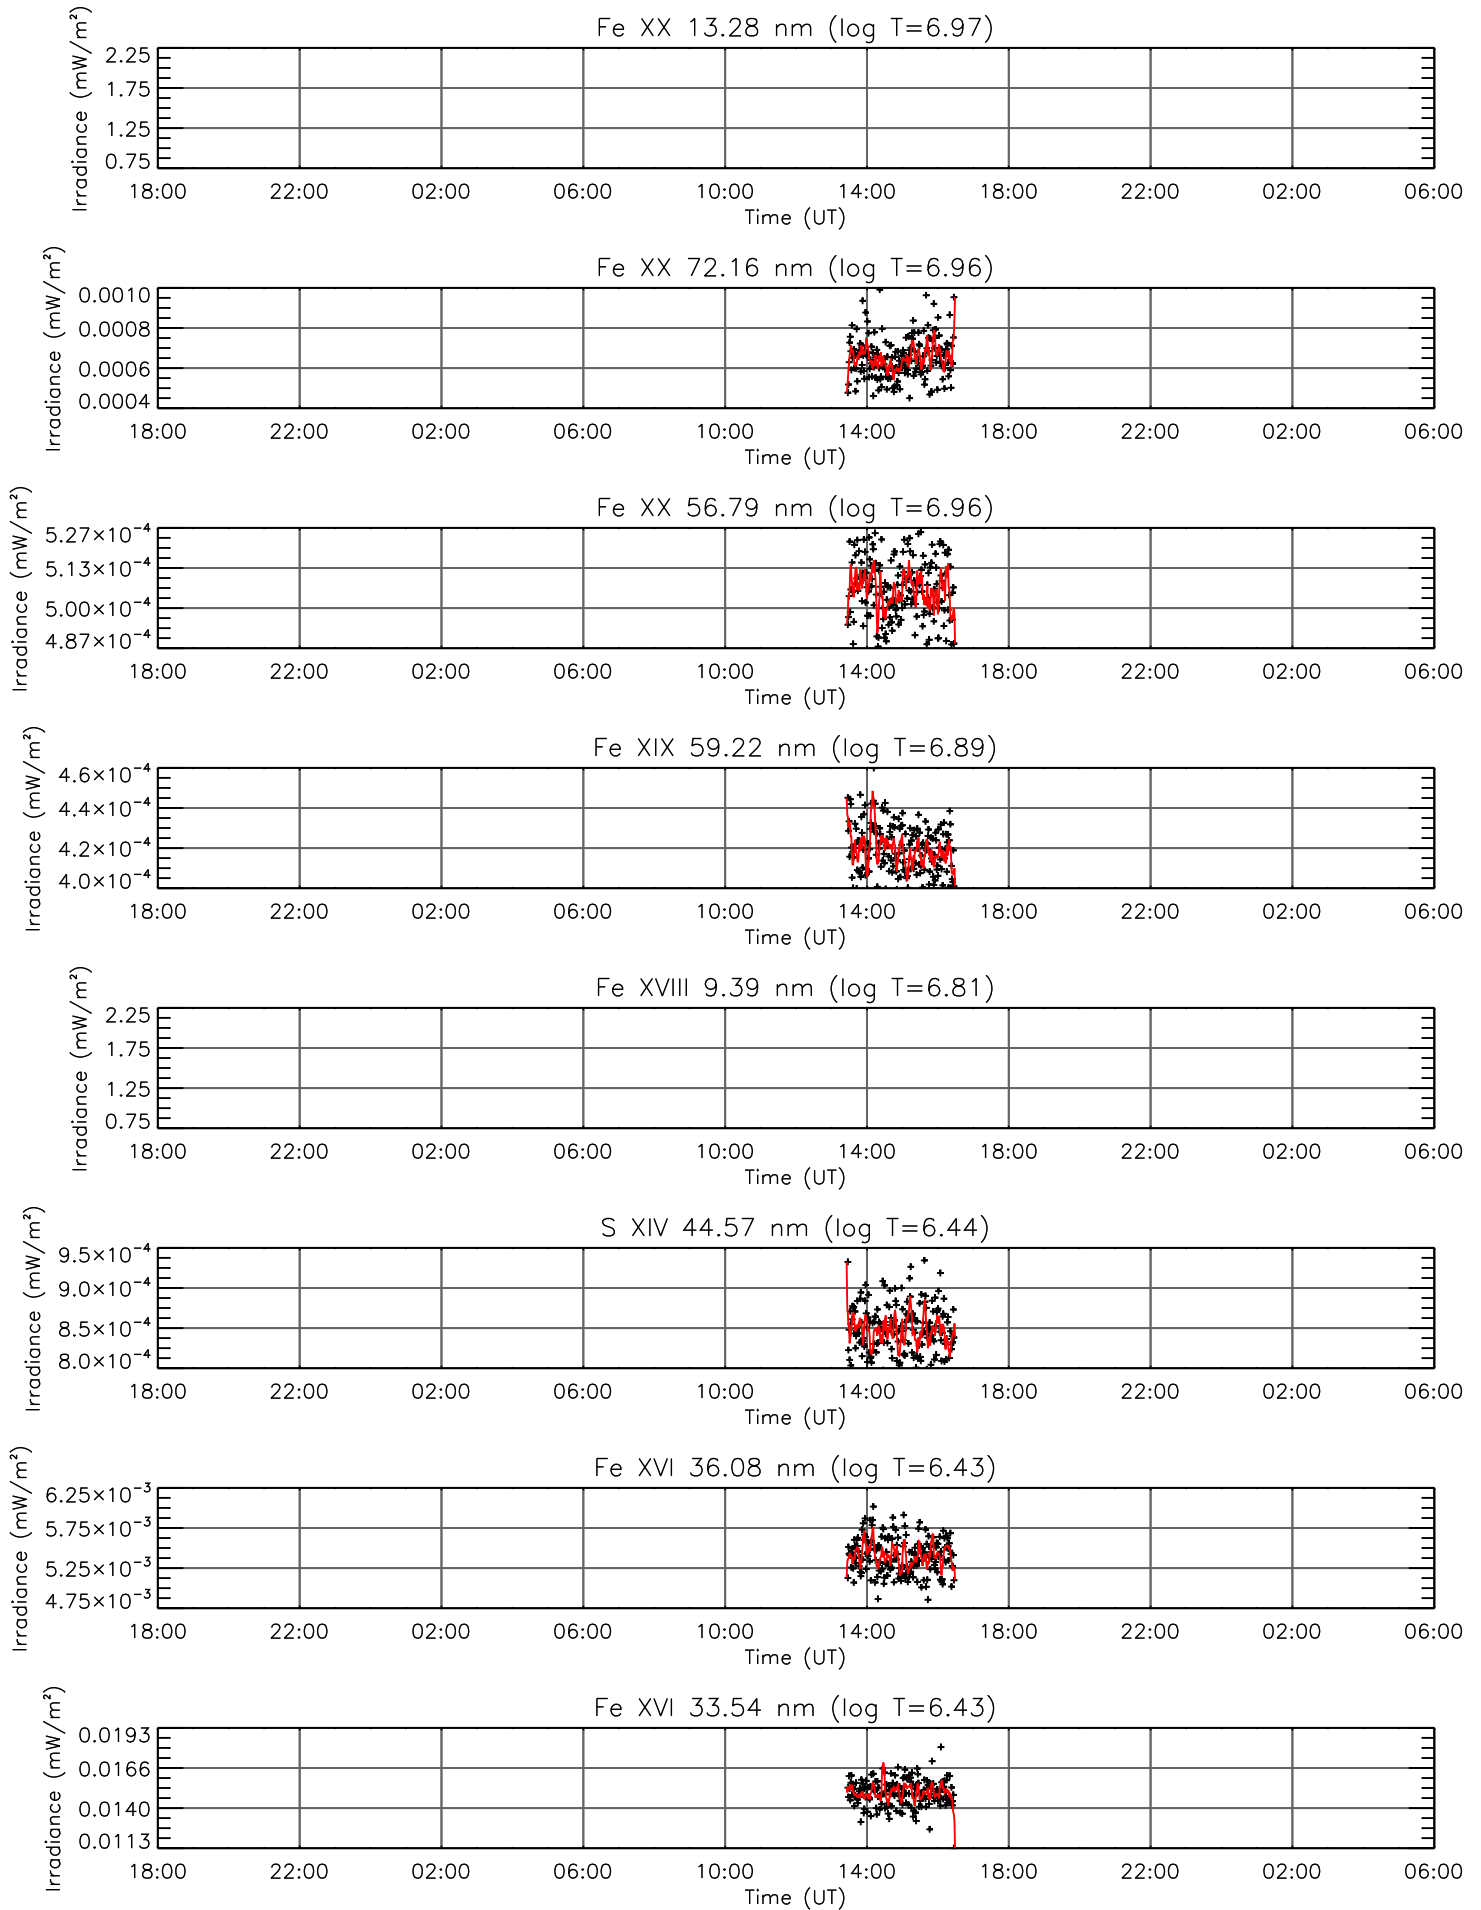 Fe XX 13.28 nm (log T=6.97)
Irradiance (mW/m²)
2.25
1.75
1.25
0.75
18:00 22:00 02:00 06:00 10:00 14:00 18:00 22:00 02:00 06:00
Time (UT)
Fe XX 72.16 nm (log T=6.96)
Irradiance (mW/m²)
0.0010
0.0008
0.0006
0.0004
18:00 22:00 02:00 06:00 10:00 14:00 18:00 22:00 02:00 06:00
Time (UT)
Fe XX 56.79 nm (log T=6.96)
Irradiance (mW/m²)
5.27×10⁻⁴
5.13×10⁻⁴
5.00×10⁻⁴
4.87×10⁻⁴
18:00 22:00 02:00 06:00 10:00 14:00 18:00 22:00 02:00 06:00
Time (UT)
Fe XIX 59.22 nm (log T=6.89)
Irradiance (mW/m²)
4.6×10⁻⁴
4.4×10⁻⁴
4.2×10⁻⁴
4.0×10⁻⁴
18:00 22:00 02:00 06:00 10:00 14:00 18:00 22:00 02:00 06:00
Time (UT)
Fe XVIII 9.39 nm (log T=6.81)
Irradiance (mW/m²)
2.25
1.75
1.25
0.75
18:00 22:00 02:00 06:00 10:00 14:00 18:00 22:00 02:00 06:00
Time (UT)
S XIV 44.57 nm (log T=6.44)
Irradiance (mW/m²)
9.5×10⁻⁴
9.0×10⁻⁴
8.5×10⁻⁴
8.0×10⁻⁴
18:00 22:00 02:00 06:00 10:00 14:00 18:00 22:00 02:00 06:00
Time (UT)
Fe XVI 36.08 nm (log T=6.43)
Irradiance (mW/m²)
6.25×10⁻³
5.75×10⁻³
5.25×10⁻³
4.75×10⁻³
18:00 22:00 02:00 06:00 10:00 14:00 18:00 22:00 02:00 06:00
Time (UT)
Fe XVI 33.54 nm (log T=6.43)
Irradiance (mW/m²)
0.0193
0.0166
0.0140
0.0113
18:00 22:00 02:00 06:00 10:00 14:00 18:00 22:00 02:00 06:00
Time (UT)